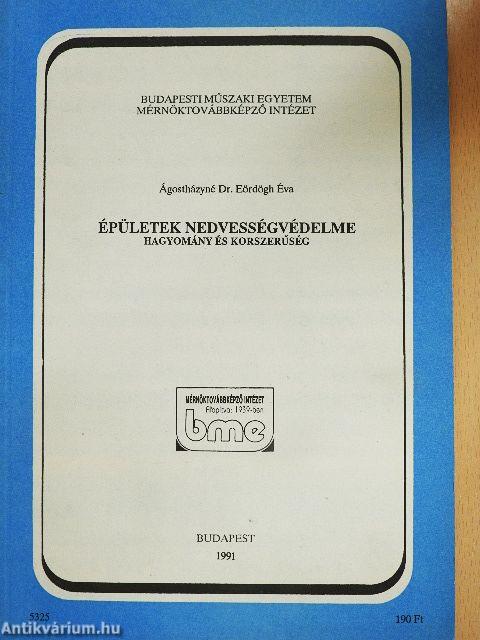 BUDAPESTI MŰSZAKI EGYETEM
MÉRNÖKTOVÁBBKÉPZŐ INTÉZET
Ágostházyné Dr. Eördögh Éva
ÉPÜLETEK NEDVESSÉGVÉDELME
HAGYOMÁNY ÉS KORSZERŰSÉG
MÉRNÖKTOVÁBBKÉPZŐ INTÉZET
Alapítva: 1939-ben
bme
BUDAPEST
1991
5325
190 Ft
Antikvárium.hu